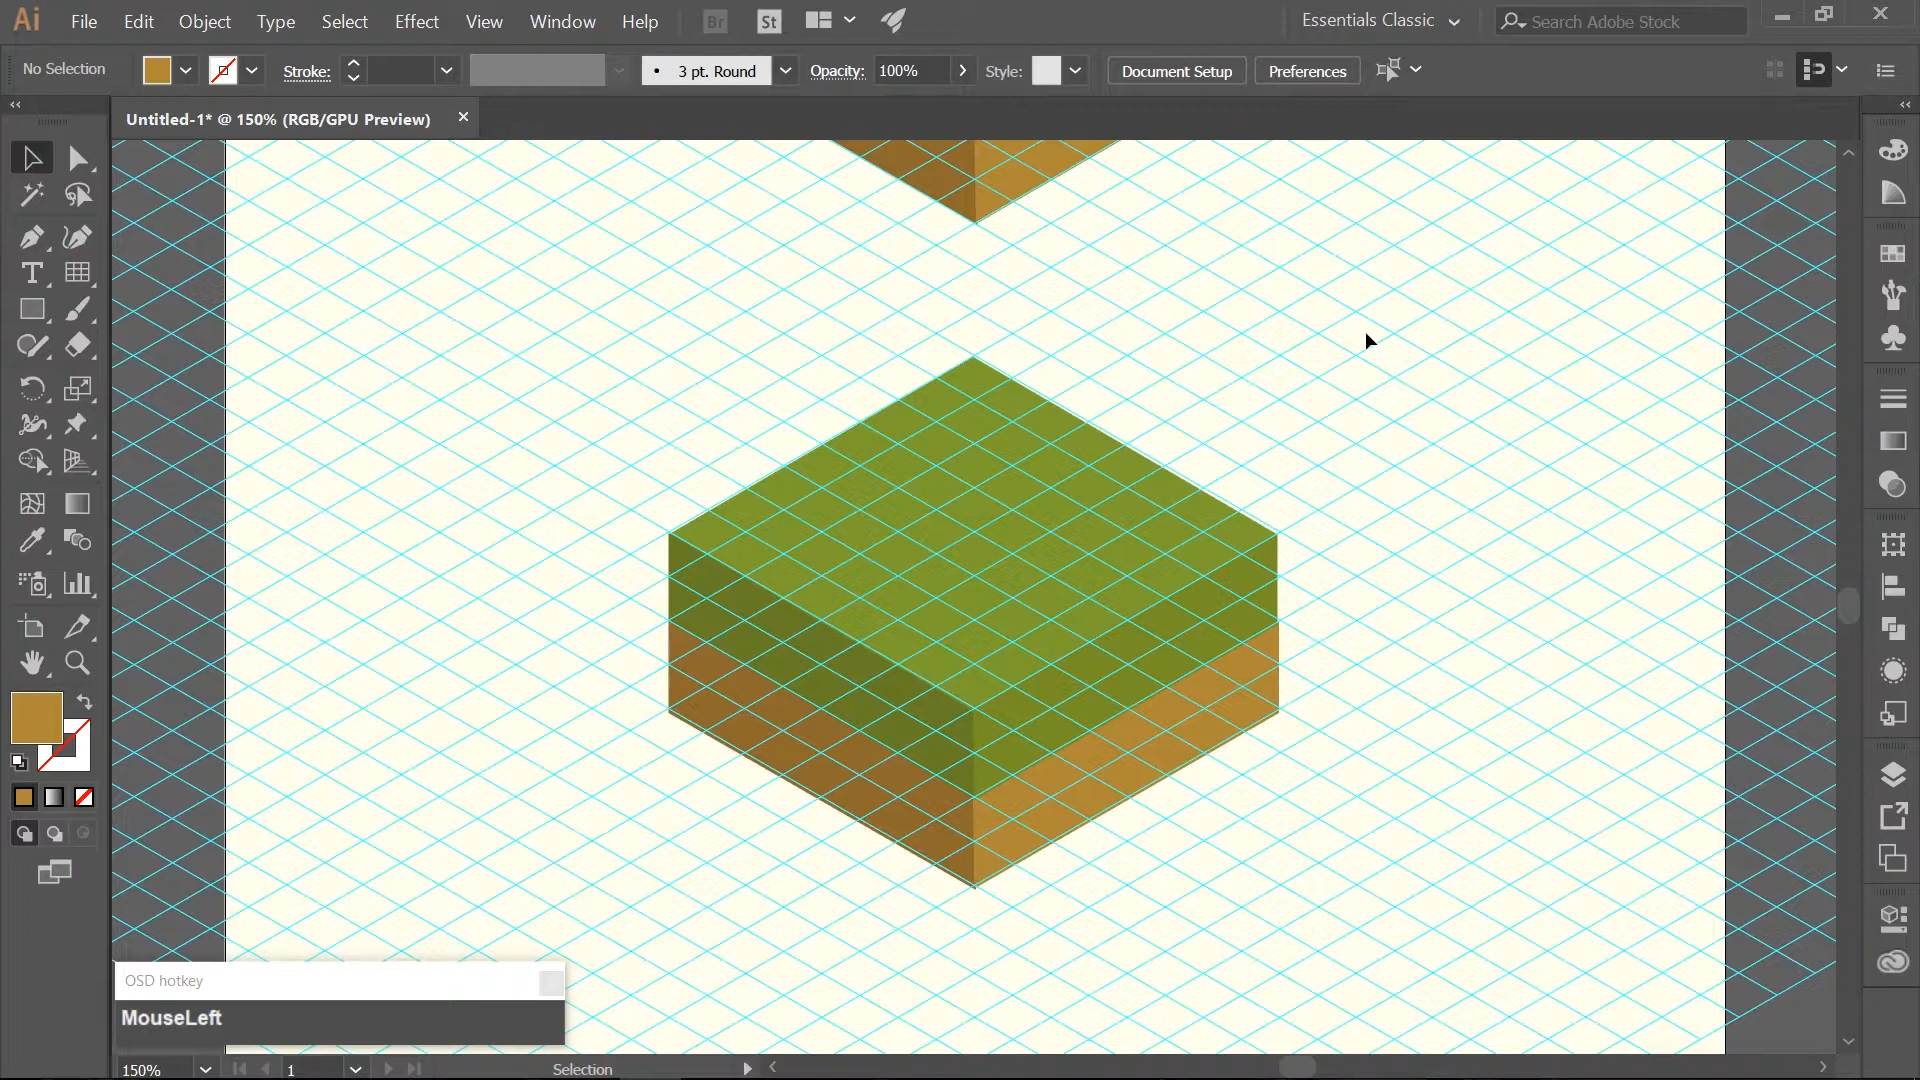 Ai File Edit Object Type Select Effect View Window Help Br St Essentials Classic Search Adobe Stock
No Selection Stroke: 3 pt. Round Opacity: 100% Style: Document Setup Preferences
Untitled-1* @ 150% (RGB/GPU Preview)
OSD hotkey
MouseLeft
150% 1 Selection